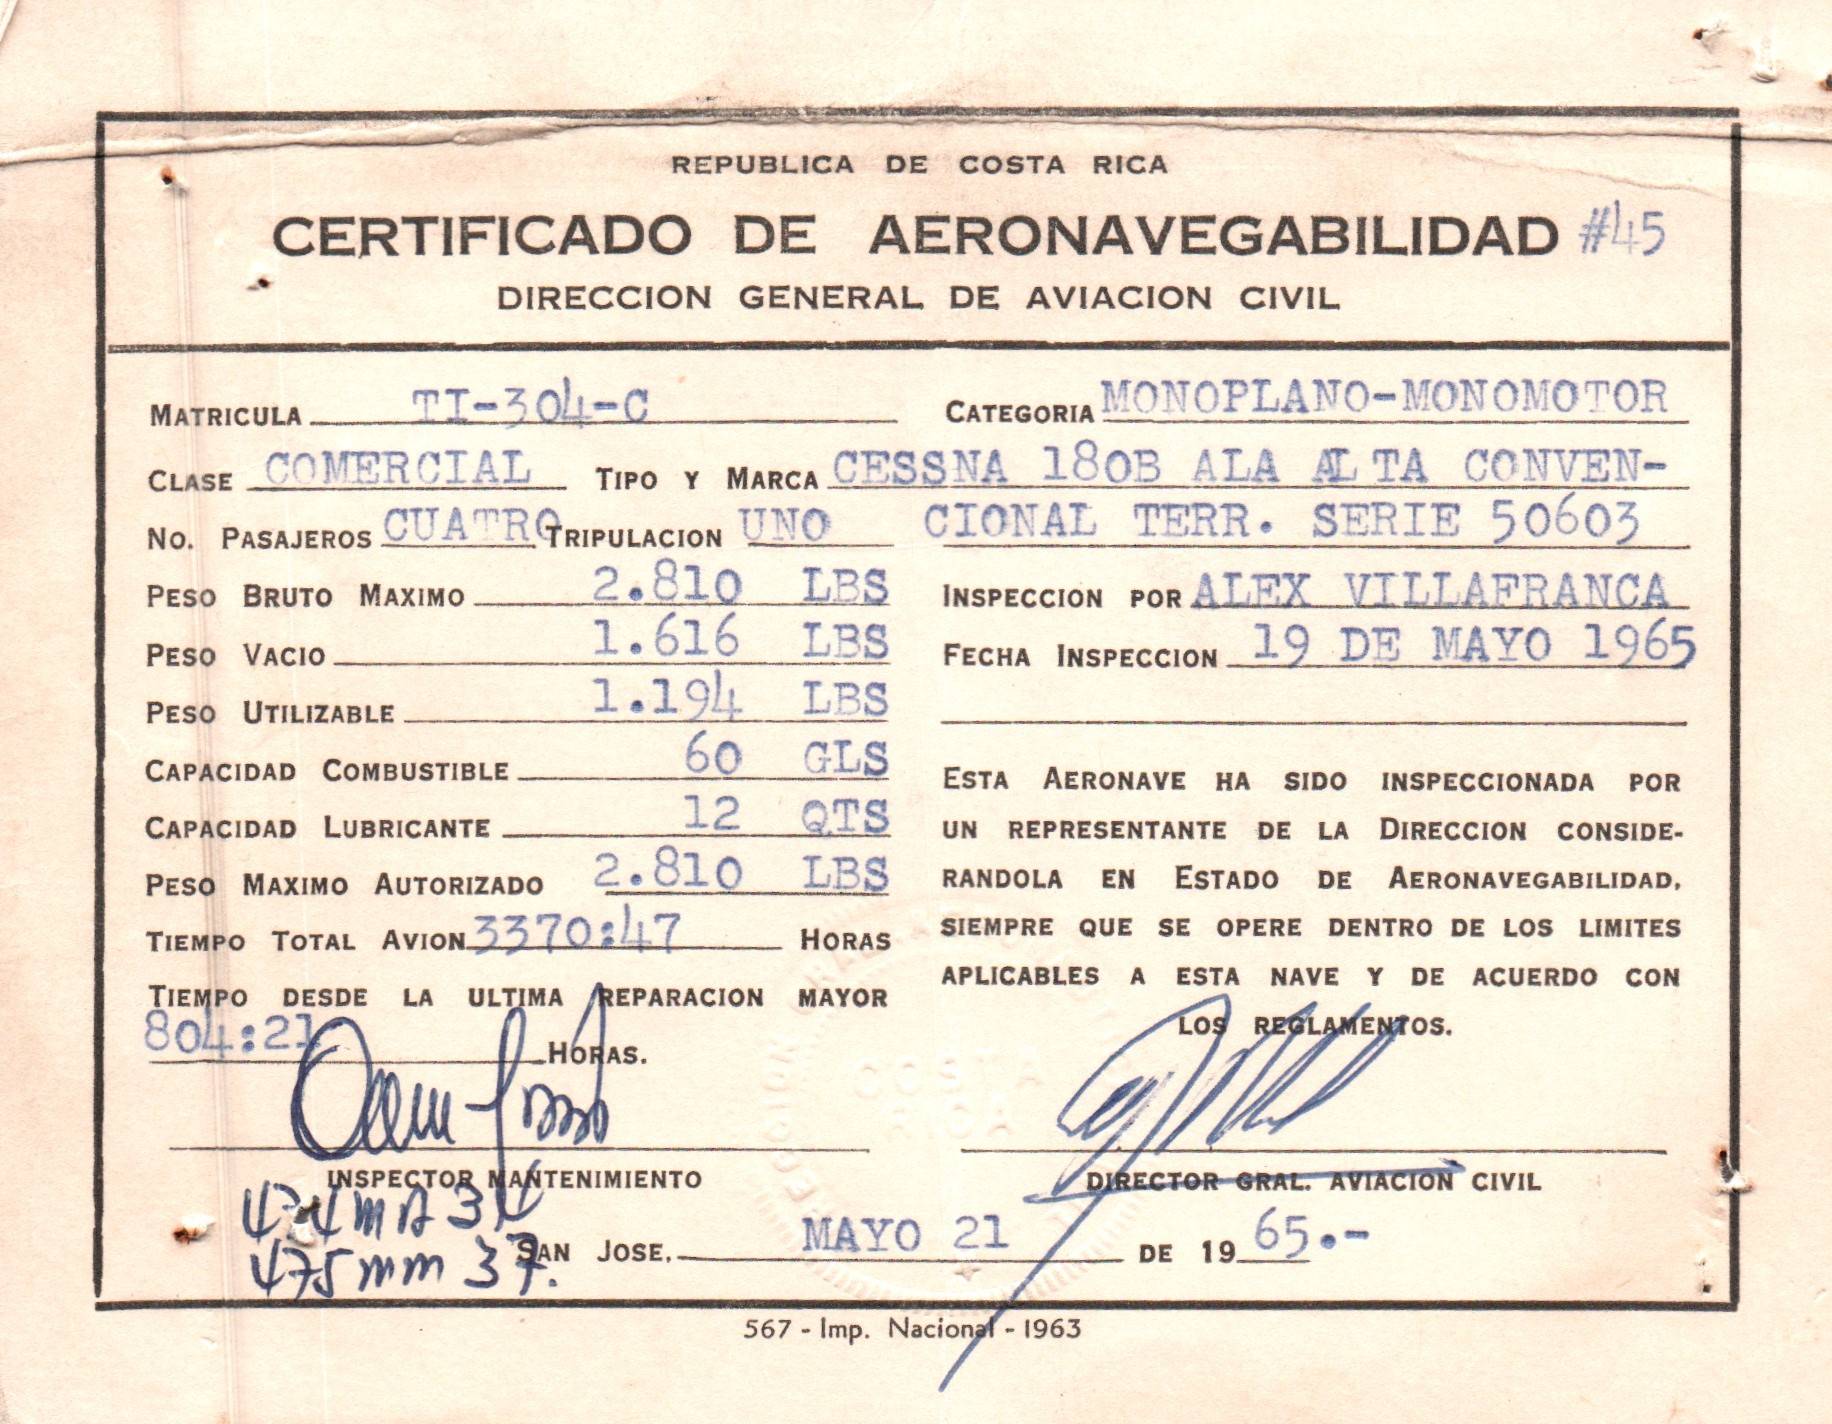 REPUBLICA DE COSTA RICA
CERTIFICADO DE AERONAVEGABILIDAD #45
DIRECCION GENERAL DE AVIACION CIVIL
MATRICULA TI-304-C
CLASE COMERCIAL TIPO Y MARCA CESSNA 180B ALA ALTA CONVEN-
No. PASAJEROS CUATRO TRIPULACION UNO CIONAL TERR. SERIE 50603
PESO BRUTO MAXIMO 2.810 LBS
PESO VACIO 1.616 LBS
PESO UTILIZABLE 1.194 LBS
CAPACIDAD COMBUSTIBLE 60 GLS
CAPACIDAD LUBRICANTE 12 QTS
PESO MAXIMO AUTORIZADO 2.810 LBS
TIEMPO TOTAL AVION 3370:47 HORAS
TIEMPO DESDE LA ULTIMA REPARACION MAYOR
804:21 HORAS.
CATEGORIA MONOPLANO-MONOMOTOR
INSPECCION POR ALEX VILLAFRANCA
FECHA INSPECCION 19 DE MAYO 1965
ESTA AERONAVE HA SIDO INSPECCIONADA POR
UN REPRESENTANTE DE LA DIRECCION CONSIDE-
RANDOLA EN ESTADO DE AERONAVEGABILIDAD,
SIEMPRE QUE SE OPERE DENTRO DE LOS LIMITES
APLICABLES A ESTA NAVE Y DE ACUERDO CON
LOS REGLAMENTOS.
INSPECTOR MANTENIMIENTO
DIRECTOR GRAL. AVIACION CIVIL
475 mm 37.
SAN JOSE, MAYO 21 DE 1965.-
COSTA
RICA
567 - Imp. Nacional - 1963